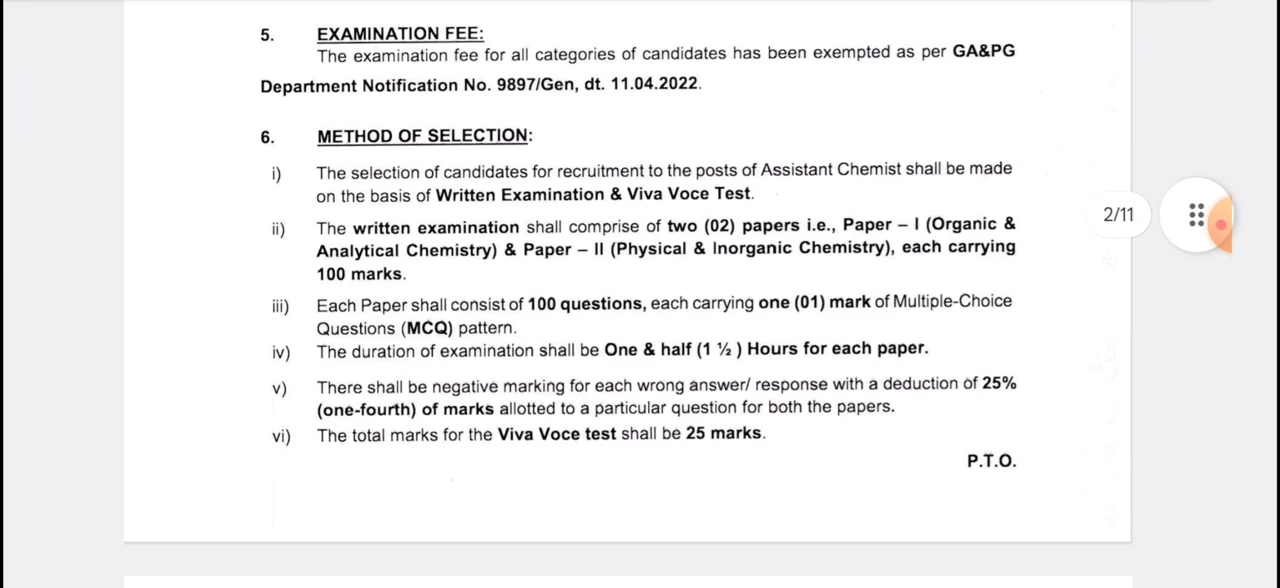 5. EXAMINATION FEE:
The examination fee for all categories of candidates has been exempted as per GA&PG
Department Notification No. 9897/Gen, dt. 11.04.2022.
6. METHOD OF SELECTION:
i) The selection of candidates for recruitment to the posts of Assistant Chemist shall be made
on the basis of Written Examination & Viva Voce Test.
ii) The written examination shall comprise of two (02) papers i.e., Paper – I (Organic &
Analytical Chemistry) & Paper – II (Physical & Inorganic Chemistry), each carrying
100 marks.
2/11
iii) Each Paper shall consist of 100 questions, each carrying one (01) mark of Multiple-Choice
Questions (MCQ) pattern.
iv) The duration of examination shall be One & half (1 ½ ) Hours for each paper.
v) There shall be negative marking for each wrong answer/ response with a deduction of 25%
(one-fourth) of marks allotted to a particular question for both the papers.
vi) The total marks for the Viva Voce test shall be 25 marks.
P.T.O.